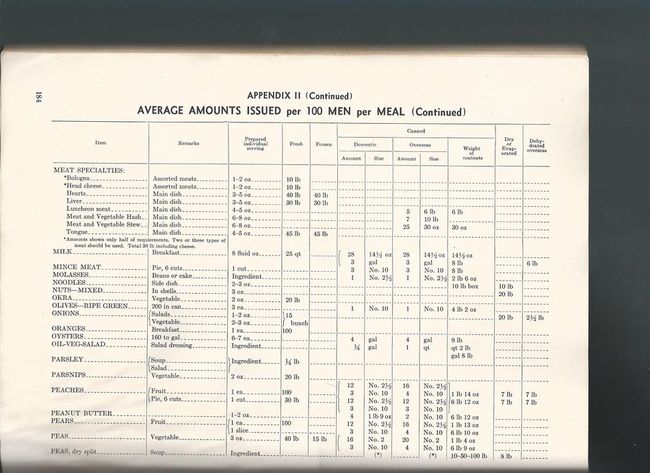 184
APPENDIX II (Continued)
AVERAGE AMOUNTS ISSUED per 100 MEN per MEAL (Continued)
Item Remarks Prepared individual serving Fresh Frozen Canned Dry or Evaporated Dehydrated overseas
Domestic Overseas Weight of contents
Amount Size Amount Size
MEAT SPECIALTIES:
*Bologna Assorted meats 1-2 oz 10 lb
*Head cheese Assorted meats 1-2 oz 10 lb
Hearts Main dish 3-5 oz 40 lb 40 lb
Liver Main dish 3-5 oz 30 lb 30 lb
Luncheon meat Main dish 4-5 oz 5 6 lb 6 lb
Meat and Vegetable Hash Main dish 6-8 oz 7 10 lb
Meat and Vegetable Stew Main dish 6-8 oz 25 30 oz 30 oz
Tongue Main dish 4-5 oz 45 lb 45 lb
*Amounts shown only half of requirements. Two or three types of
meat should be used. Total 30 lb including cheese.
MILK Breakfast 8 fluid oz 25 qt 28 14½ oz 28 14½ oz 14½ oz
3 gal 3 gal 8 lb 6 lb
MINCE MEAT Pie, 6 cuts 1 cut 3 No. 10 3 No. 10 8 lb
MOLASSES Beans or cake Ingredient 1 No. 2½ 1 No. 2½ 2 lb 6 oz
NOODLES Side dish 2-3 oz 10 lb box 10 lb
NUTS—MIXED In shells 3 oz 20 lb
OKRA Vegetable 2 oz 20 lb
OLIVES—RIPE GREEN 200 in can 3 ea 1 No. 10 1 No. 10 4 lb 2 oz
ONIONS Salads 1-2 oz 15 20 lb 2½ lb
Vegetable 2-3 oz bunch
ORANGES Breakfast 1 ea 100
OYSTERS 160 to gal 6-7 ea 4 gal 4 gal 9 lb
OIL-VEG-SALAD Salad dressing Ingredient ¼ gal 1 qt qt 2 lb
gal 8 lb
PARSLEY Soup Ingredient ¼ lb
Salad
PARSNIPS Vegetable 2 oz 20 lb
12 No. 2½ 16 No. 2½
PEACHES Fruit 1 ea 100 3 No. 10 4 No. 10 1 lb 14 oz 7 lb 7 lb
Pie, 6 cuts 1 cut 30 lb 12 No. 2½ 12 No. 2½ 6 lb 12 oz 7 lb 7 lb
3 No. 10 3 No. 10
PEANUT BUTTER 1-2 oz 4 1 lb 9 oz 2 No. 10 6 lb 12 oz
PEARS Fruit 1 ea 100 12 No. 2½ 16 No. 2½ 1 lb 13 oz
1 slice 3 No. 10 4 No. 10 6 lb 10 oz
PEAS Vegetable 3 oz 40 lb 15 lb 16 No. 2 20 No. 2 1 lb 4 oz
3 No. 10 4 No. 10 6 lb 9 oz
PEAS, dry split Soup Ingredient (*) (*) 10-50-100 lb 8 lb